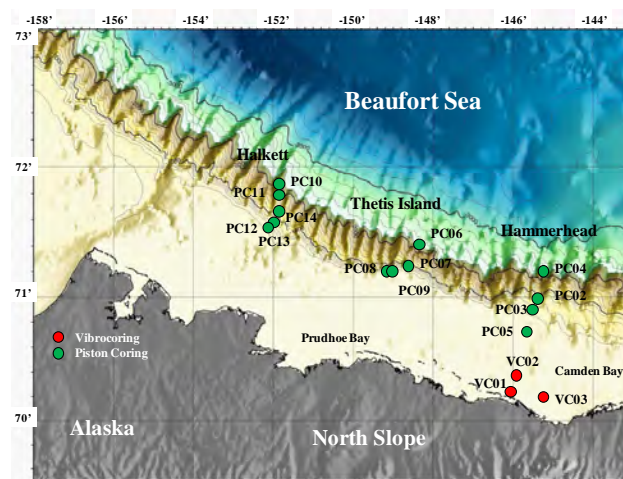 -158 -156 -154 -152 -150 -148 -146 -144
73'
Beaufort Sea
72'
Halkett
PC10
PC11
Thetis Island
PC14
PC12
PC13
PC06
Hammerhead
PC08
PC07
PC04
PC09
PC02
71'
PC03
PC05
Vibrocoring
Piston Coring
Prudhoe Bay
VC02
Camden Bay
VC01
VC03
70'
Alaska
North Slope